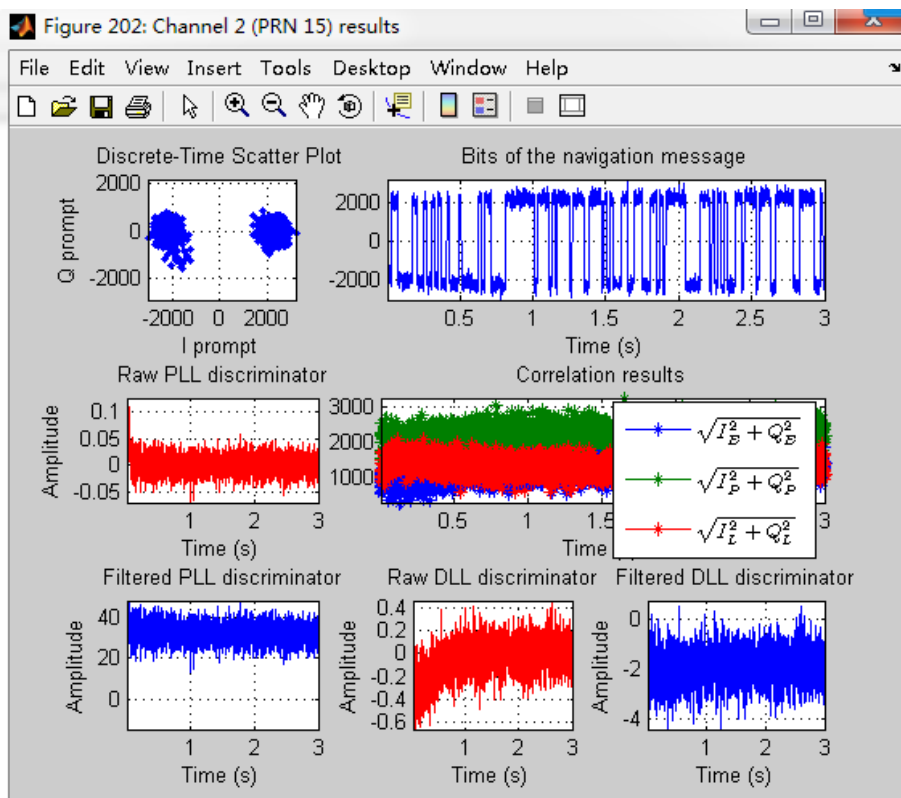 Figure 202: Channel 2 (PRN 15) results
File Edit View Insert Tools Desktop Window Help
Discrete-Time Scatter Plot
2000
0
-2000
Q prompt
-2000 0 2000
I prompt
Bits of the navigation message
2000
0
-2000
0.5 1 1.5 2 2.5 3
Time (s)
Raw PLL discriminator
0.1
0.05
0
-0.05
Amplitude
1 2 3
Time (s)
Correlation results
3000
2000
1000
0.5 1 1.5 3
Time (s)
√I_E^2 + Q_E^2
√I_P^2 + Q_P^2
√I_L^2 + Q_L^2
Filtered PLL discriminator
40
20
0
Amplitude
1 2 3
Time (s)
Raw DLL discriminator
0.4
0.2
0
-0.2
-0.4
-0.6
Amplitude
1 2 3
Time (s)
Filtered DLL discriminator
0
-2
-4
Amplitude
1 2 3
Time (s)